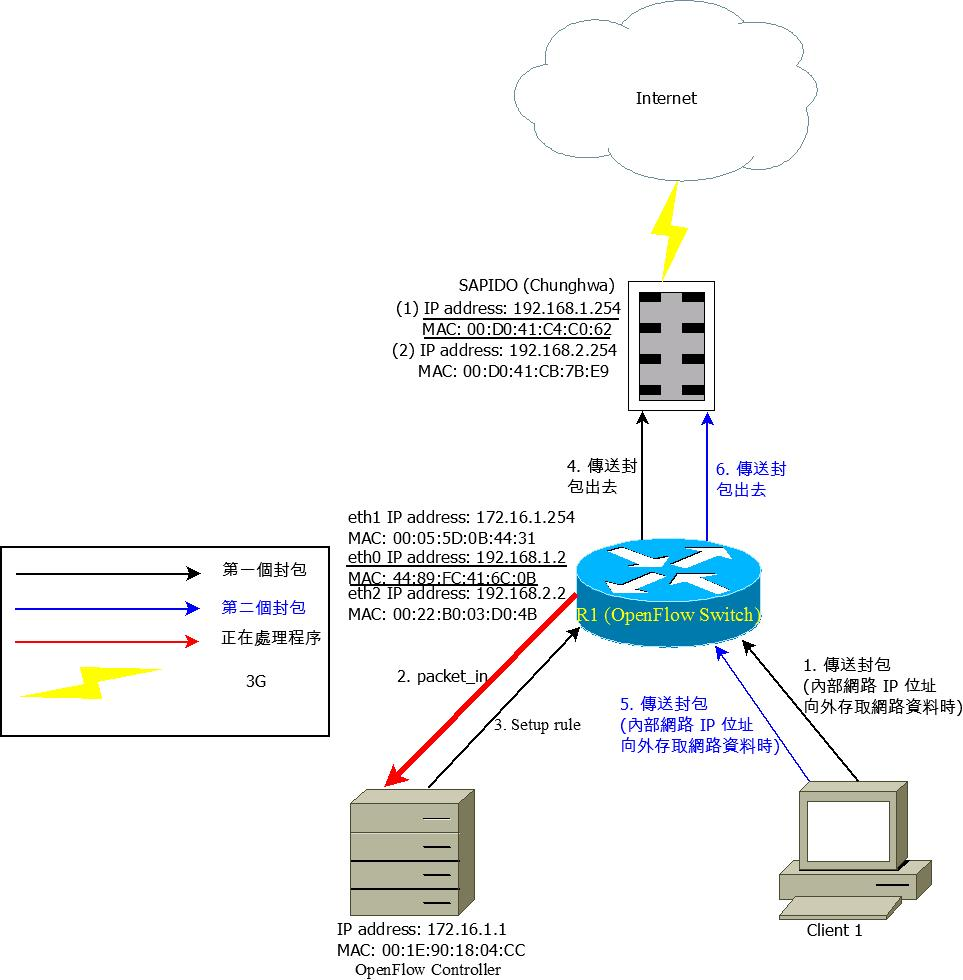 Internet
SAPIDO (Chunghwa)
(1) IP address: 192.168.1.254
MAC: 00:D0:41:C4:C0:62
(2) IP address: 192.168.2.254
MAC: 00:D0:41:CB:7B:E9
4. 傳送封
包出去
6. 傳送封
包出去
eth1 IP address: 172.16.1.254
MAC: 00:05:5D:0B:44:31
eth0 IP address: 192.168.1.2
MAC: 44:89:FC:41:6C:0B
eth2 IP address: 192.168.2.2
MAC: 00:22:B0:03:D0:4B
R1 (OpenFlow Switch)
第一個封包
第二個封包
正在處理程序
3G
2. packet_in
3. Setup rule
1. 傳送封包
(內部網路 IP 位址
向外存取網路資料時)
5. 傳送封包
(內部網路 IP 位址
向外存取網路資料時)
IP address: 172.16.1.1
MAC: 00:1E:90:18:04:CC
OpenFlow Controller
Client 1